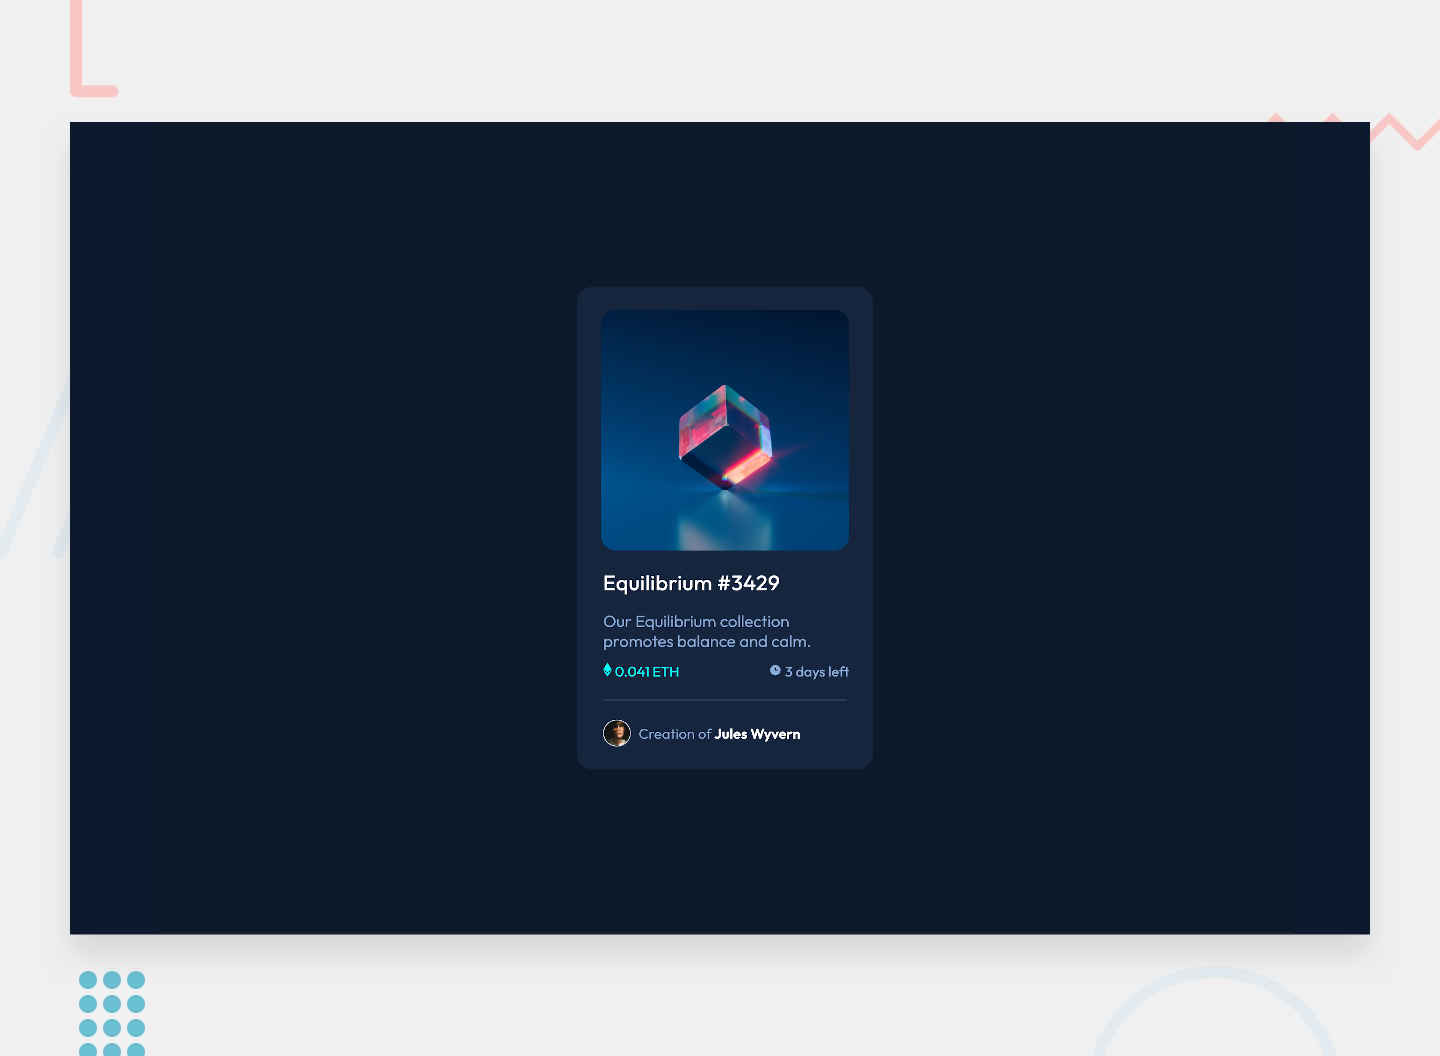 Equilibrium #3429
Our Equilibrium collection
promotes balance and calm.
0.041 ETH
3 days left
Creation of Jules Wyvern